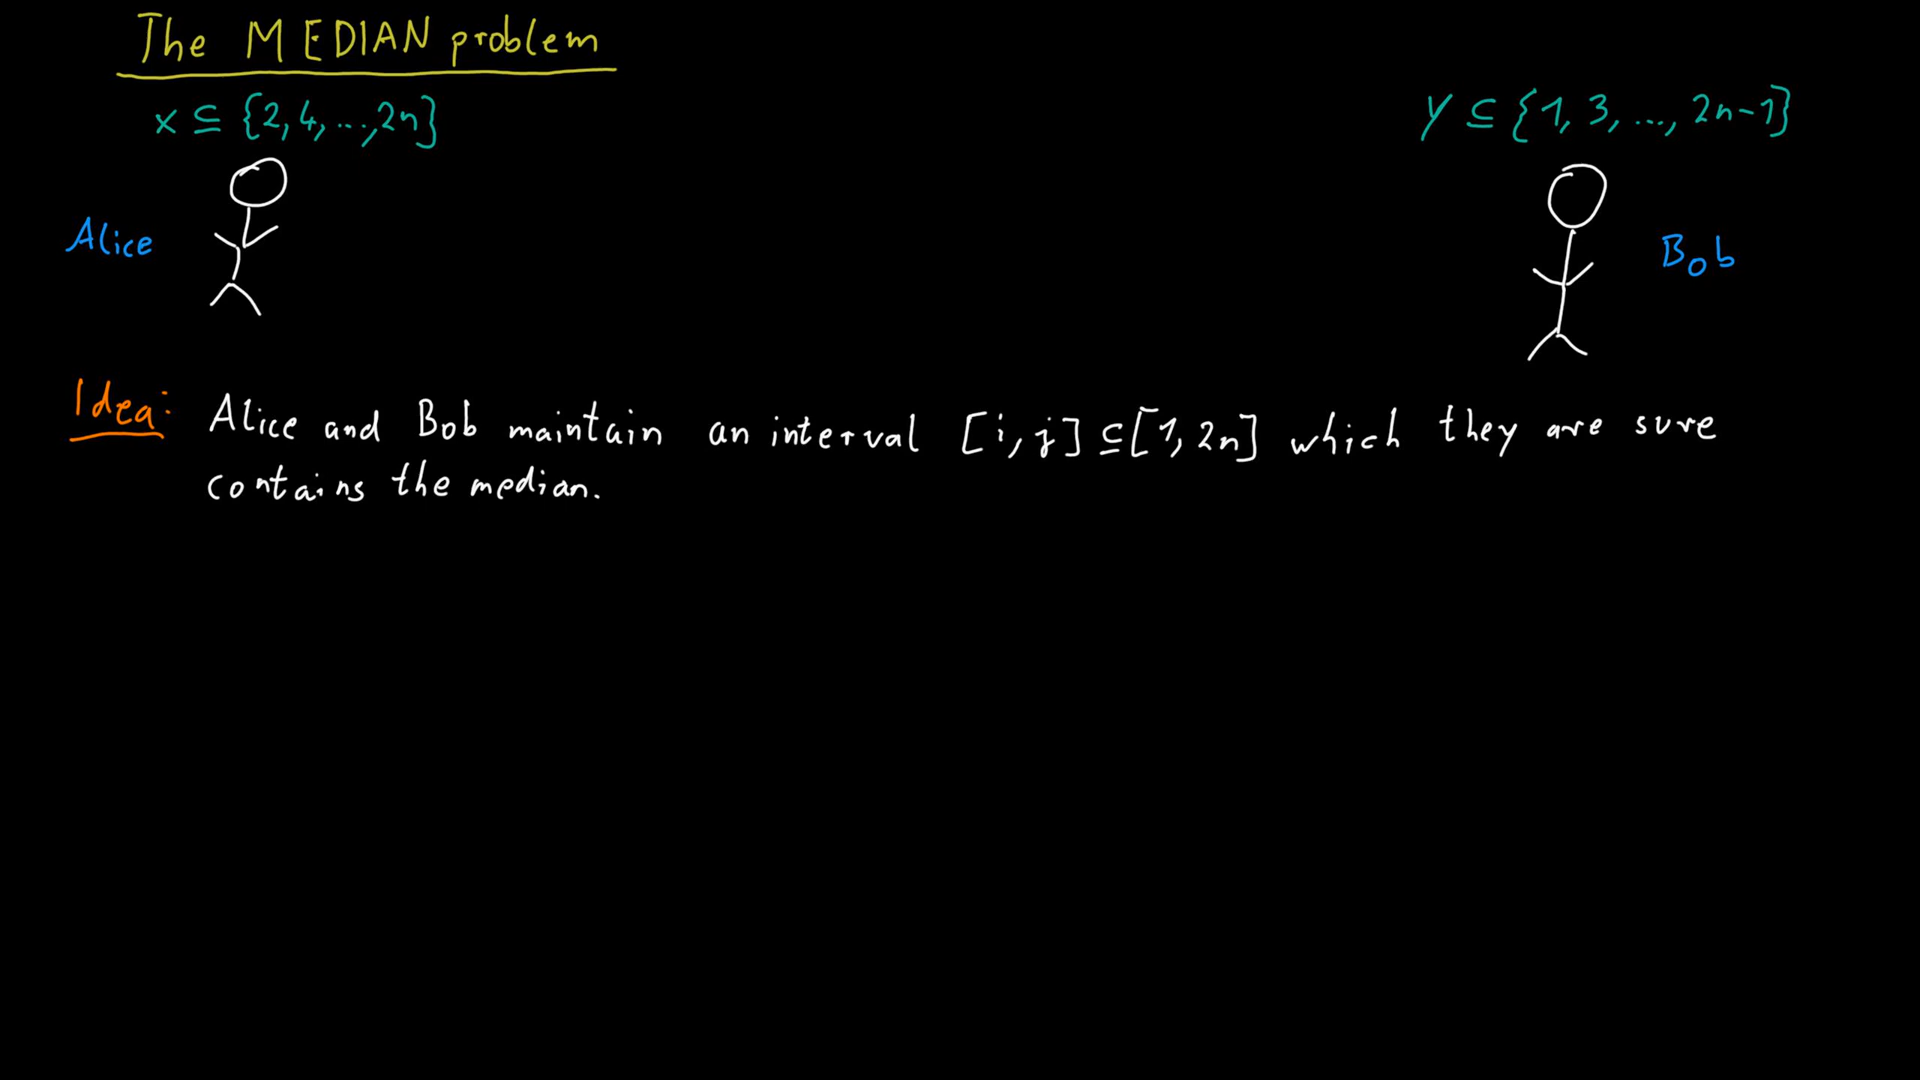 The MEDIAN problem
x ⊆ {2, 4, ..., 2n}
y ⊆ {1, 3, ..., 2n-1}
Alice
Bob
Idea: Alice and Bob maintain an interval [i, j] ⊆ [1, 2n] which they are sure
contains the median.